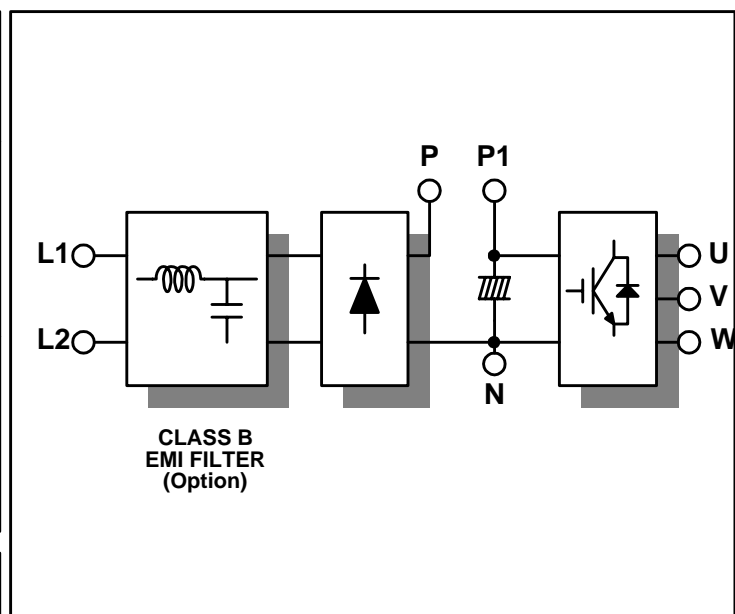 P P1
L1
L2
U
V
W
N
CLASS B
EMI FILTER
(Option)